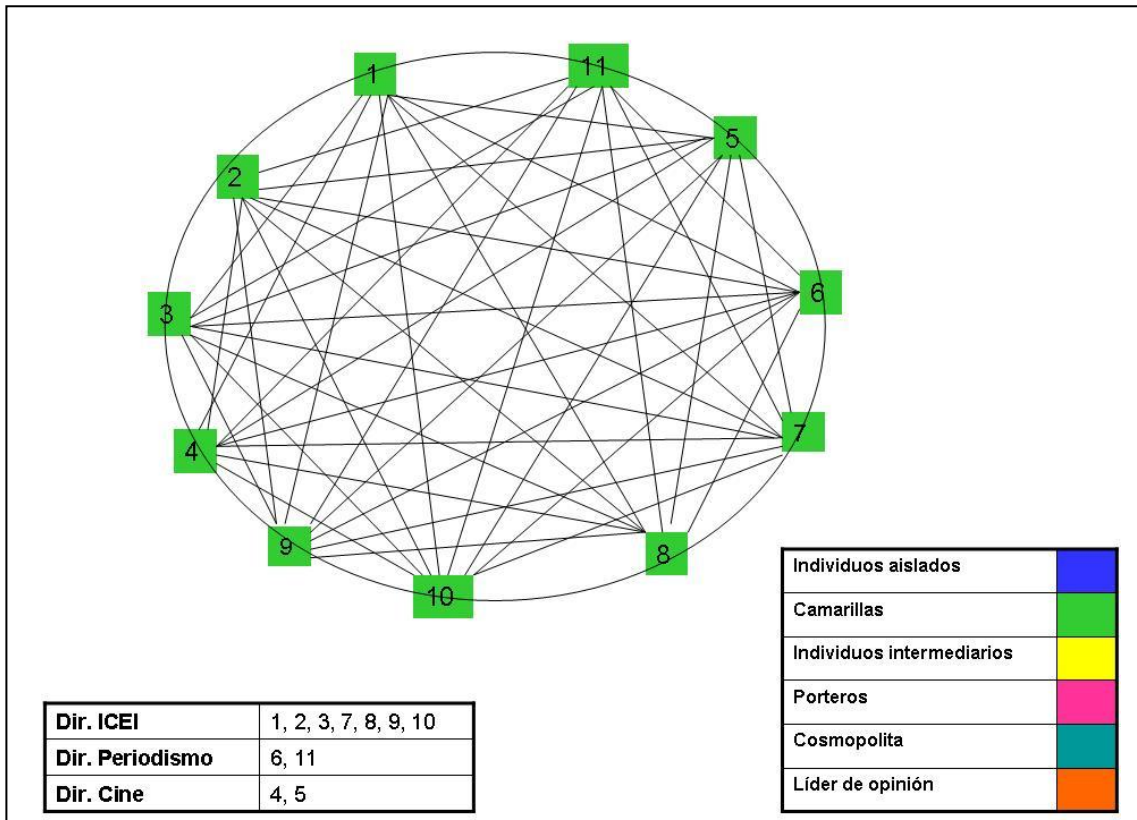 1
11
5
2
6
3
7
4
8
9
10
Individuos aislados
Camarillas
Individuos intermediarios
Porteros
Cosmopolita
Líder de opinión
Dir. ICEI 1, 2, 3, 7, 8, 9, 10
Dir. Periodismo 6, 11
Dir. Cine 4, 5